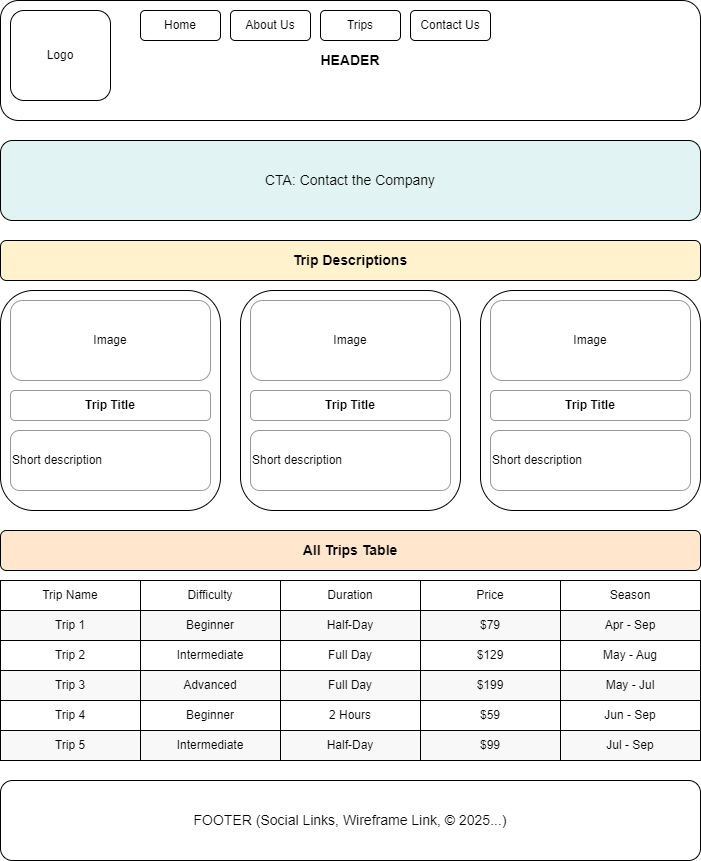 Logo
Home About Us Trips Contact Us
HEADER
CTA: Contact the Company
Trip Descriptions
Image Image Image
Trip Title Trip Title Trip Title
Short description Short description Short description
All Trips Table
Trip Name Difficulty Duration Price Season
Trip 1 Beginner Half-Day $79 Apr - Sep
Trip 2 Intermediate Full Day $129 May - Aug
Trip 3 Advanced Full Day $199 May - Jul
Trip 4 Beginner 2 Hours $59 Jun - Sep
Trip 5 Intermediate Half-Day $99 Jul - Sep
FOOTER (Social Links, Wireframe Link, © 2025...)